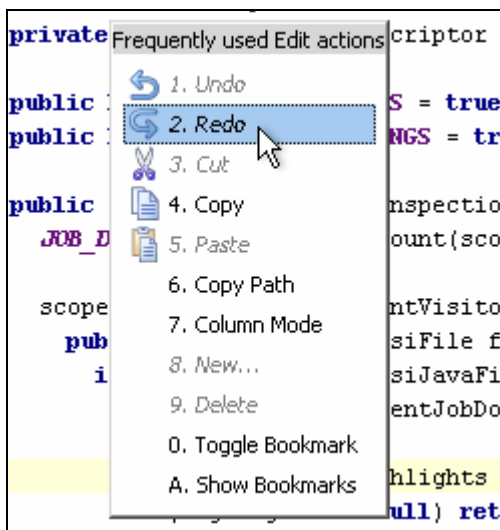 private criptor
Frequently used Edit actions
1. Undo
public S = true
2. Redo
public NGS = tr
3. Cut
public nspectio
4. Copy
JOB_D ount(sco
5. Paste
6. Copy Path
scope ntVisito
7. Column Mode
pub siFile f
8. New...
i siJavaFi
9. Delete
entJobDo
0. Toggle Bookmark
hlights
A. Show Bookmarks
ull) ret